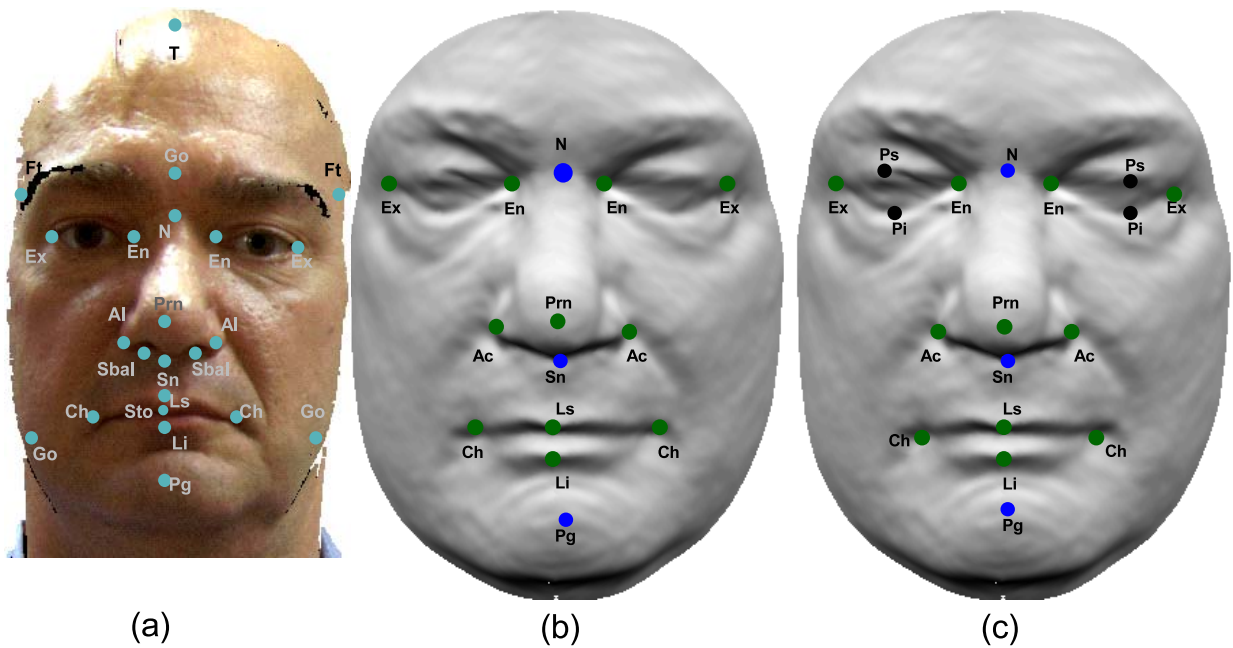 T
Go
Ft
Ft
N
Ex
En
En
Ex
Prn
Al
Al
Sbal
Sn
Sbal
Ch
Sto
Ls
Ch
Go
Li
Go
Pg
(a)
N
Ex
En
En
Ex
Prn
Ac
Ac
Sn
Ls
Ch
Ch
Li
Pg
(b)
Ps
N
Ps
Ex
En
En
Ex
Pi
Pi
Prn
Ac
Ac
Sn
Ls
Ch
Ch
Li
Pg
(c)